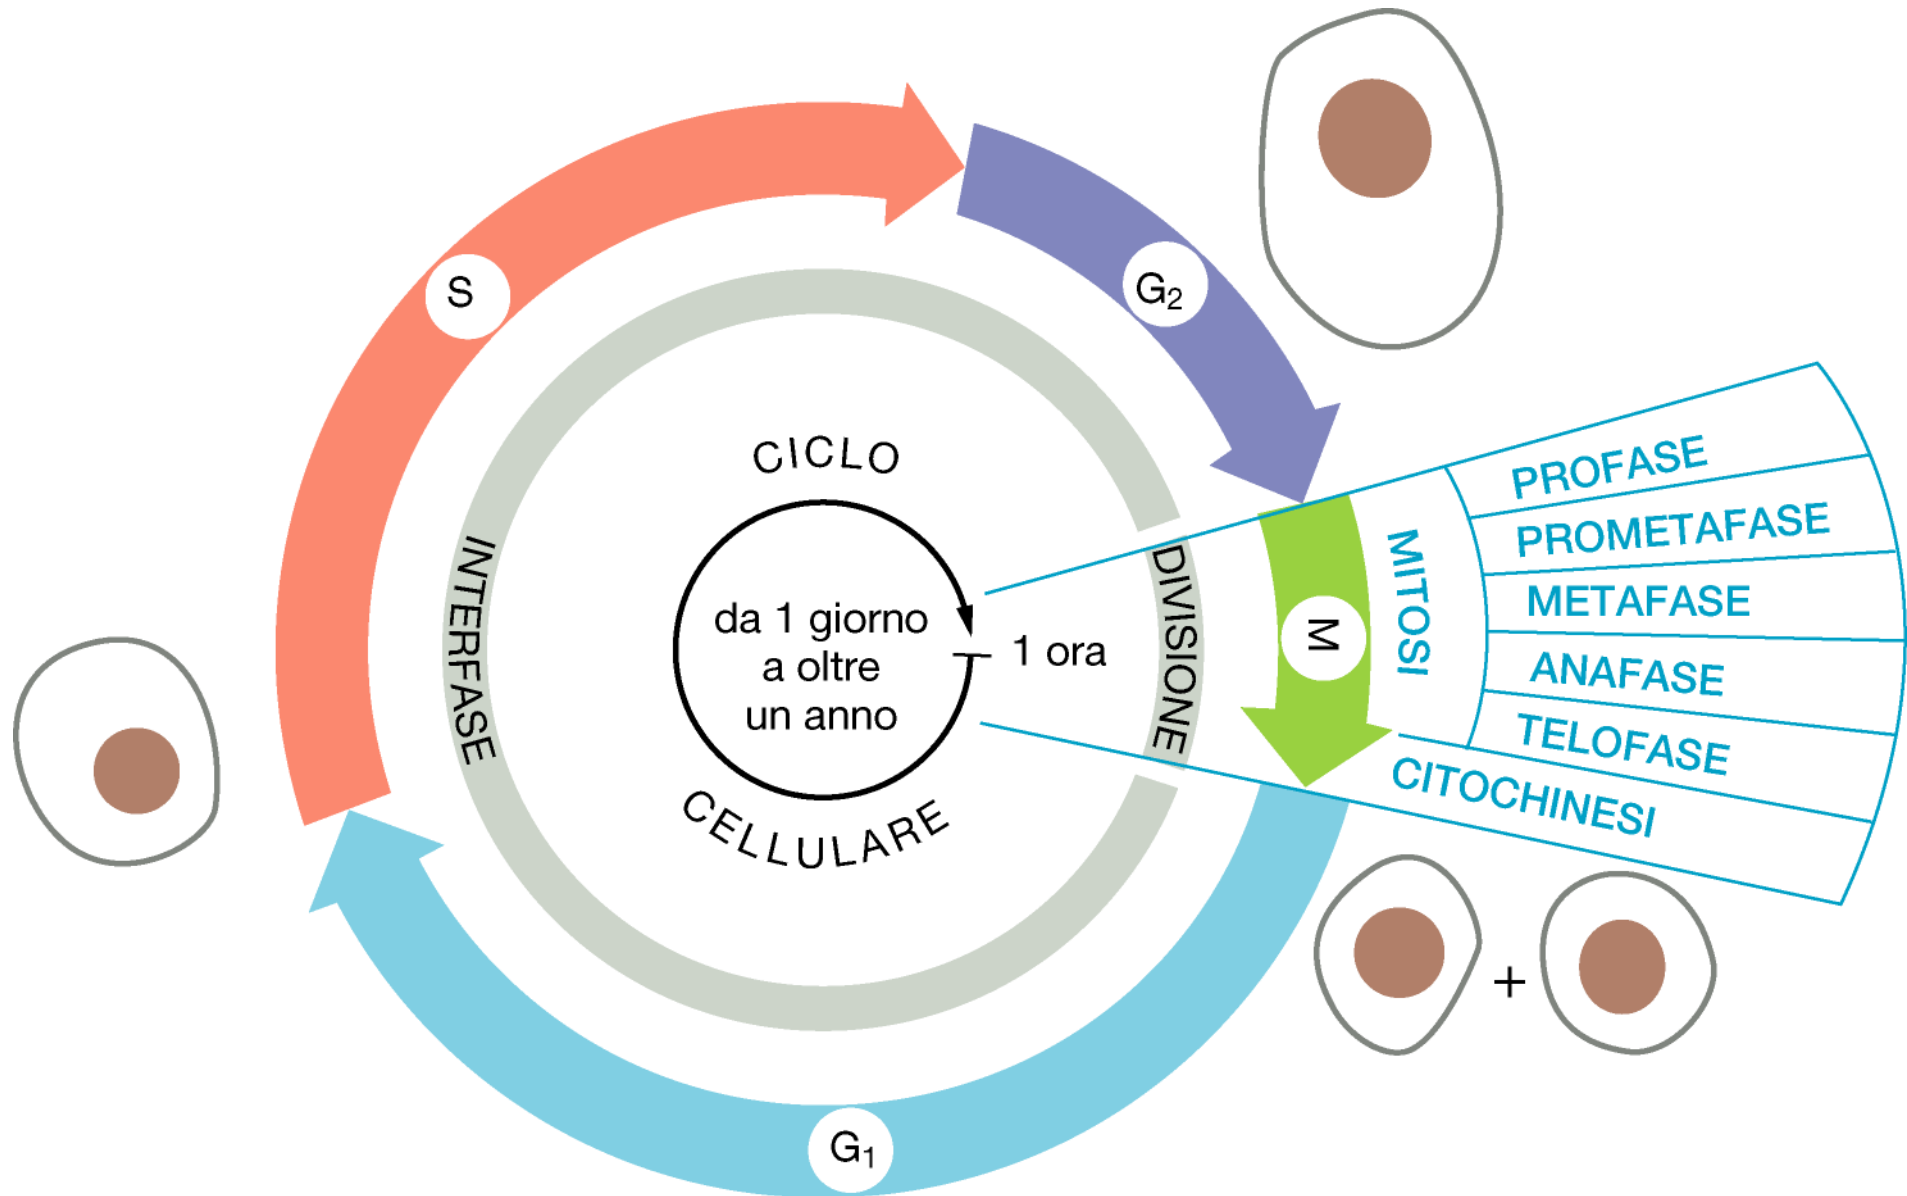 S
G₂
CICLO
da 1 giorno
a oltre
un anno
CELLULARE
1 ora
INTERFASE
DIVISIONE
M
MITOSI
PROFASE
PROMETAFASE
METAFASE
ANAFASE
TELOFASE
CITOCHINESI
+
G₁